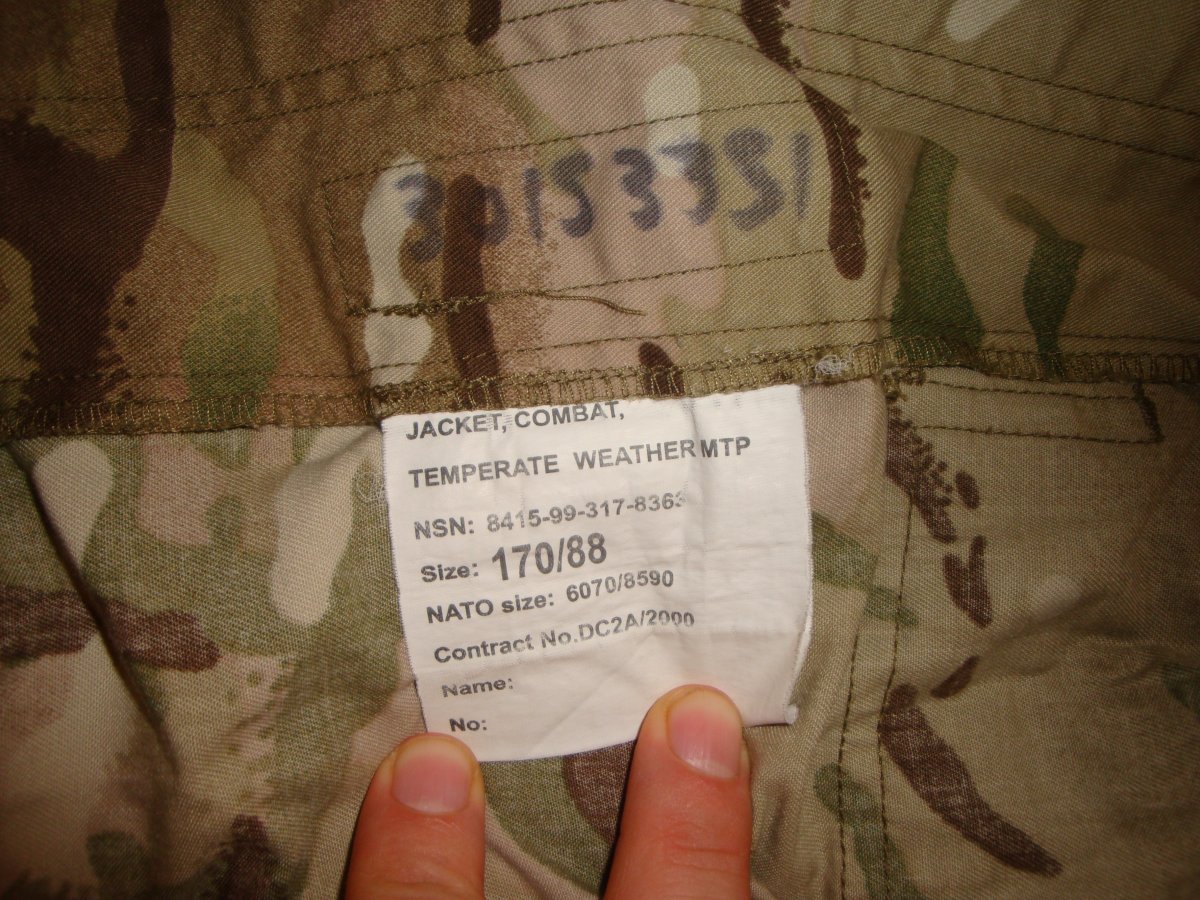 30153351
JACKET, COMBAT,
TEMPERATE WEATHER MTP
NSN: 8415-99-317-8363
Size: 170/88
NATO size: 6070/8590
Contract No.DC2A/2000
Name:
No: